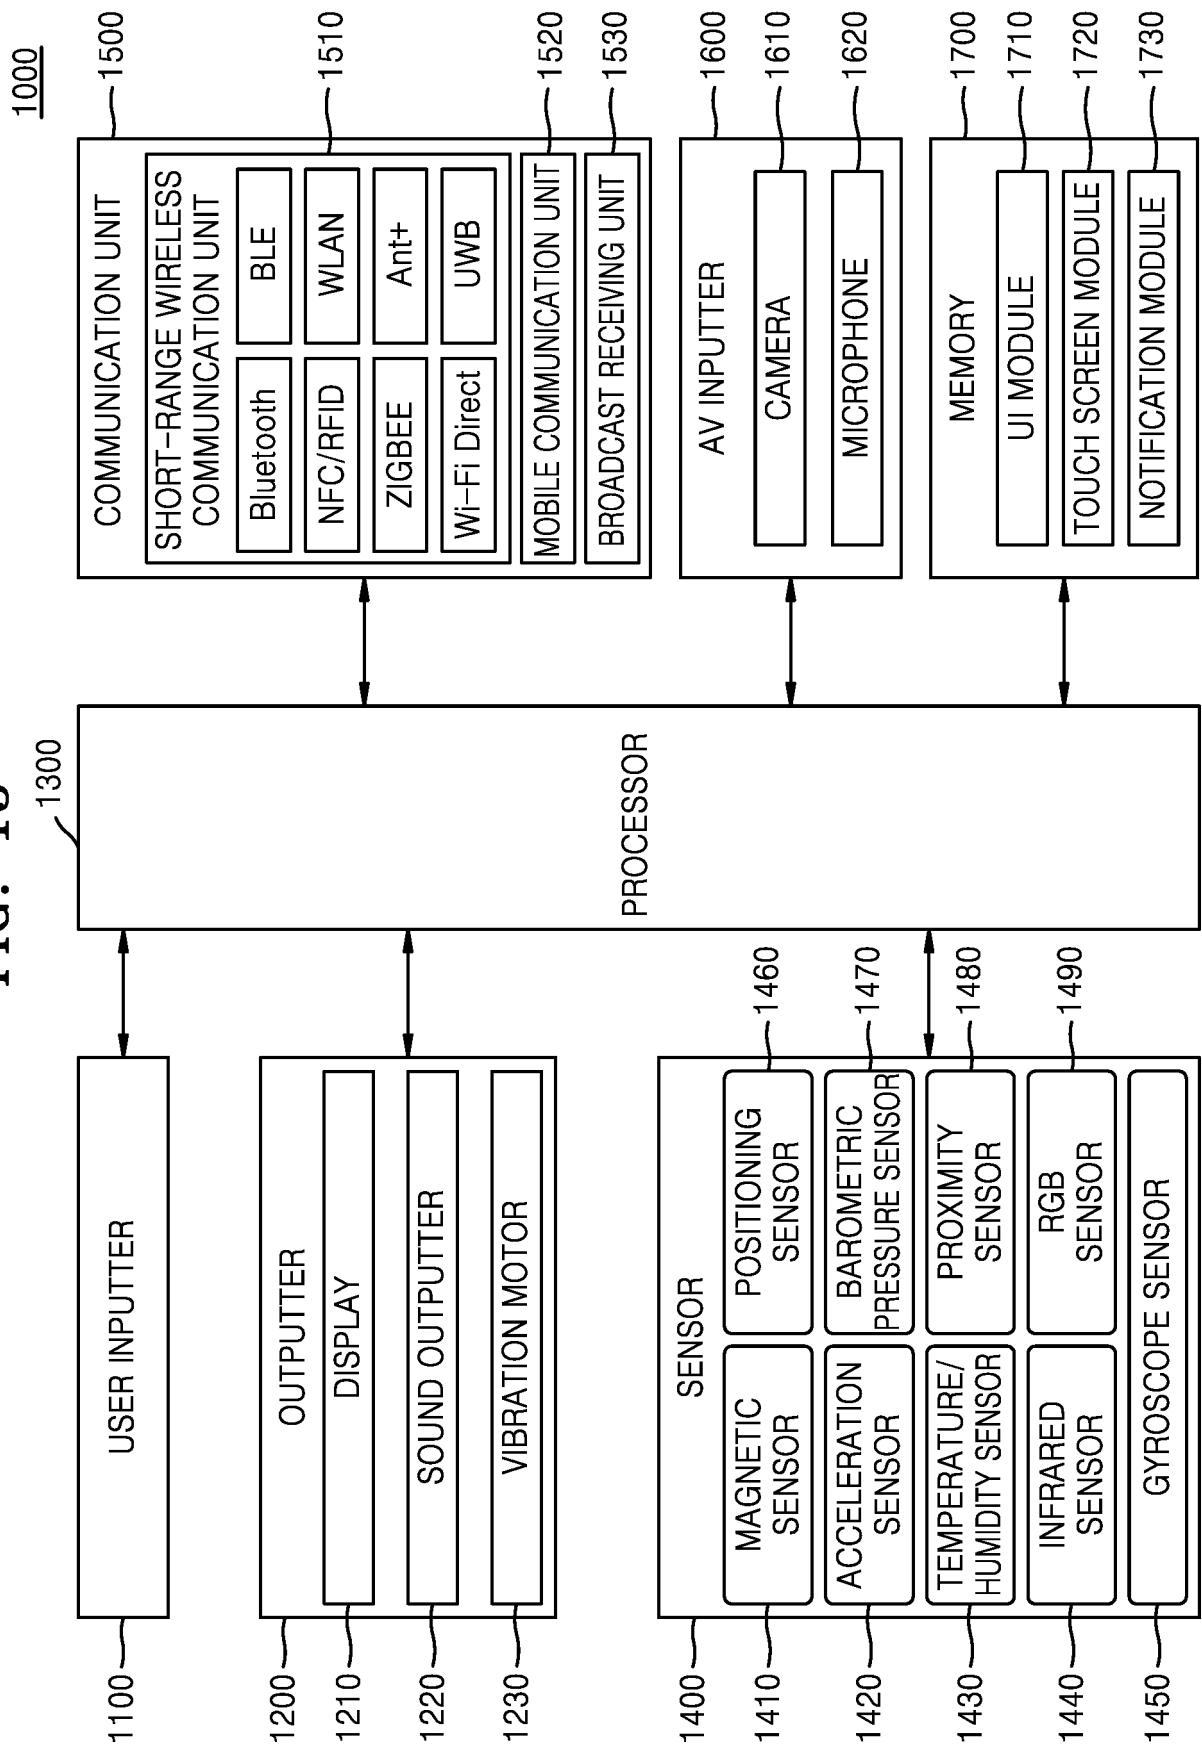 FIG.
1000
1100
USER INPUTTER
1200
OUTPUTTER
1210
DISPLAY
1220
SOUND OUTPUTTER
1230
VIBRATION MOTOR
1400
SENSOR
1410
MAGNETIC
SENSOR
POSITIONING
SENSOR
1460
1420
ACCELERATION
SENSOR
BAROMETRIC
PRESSURE SENSOR
1470
1430
TEMPERATURE/
HUMIDITY SENSOR
PROXIMITY
SENSOR
1480
1440
INFRARED
SENSOR
RGB
SENSOR
1490
1450
GYROSCOPE SENSOR
1300
PROCESSOR
COMMUNICATION UNIT
1500
SHORT-RANGE WIRELESS
COMMUNICATION UNIT
Bluetooth
BLE
NFC/RFID
WLAN
1510
ZIGBEE
Ant+
Wi-Fi Direct
UWB
MOBILE COMMUNICATION UNIT
1520
BROADCAST RECEIVING UNIT
1530
AV INPUTTER
1600
CAMERA
1610
MICROPHONE
1620
MEMORY
1700
UI MODULE
1710
TOUCH SCREEN MODULE
1720
NOTIFICATION MODULE
1730